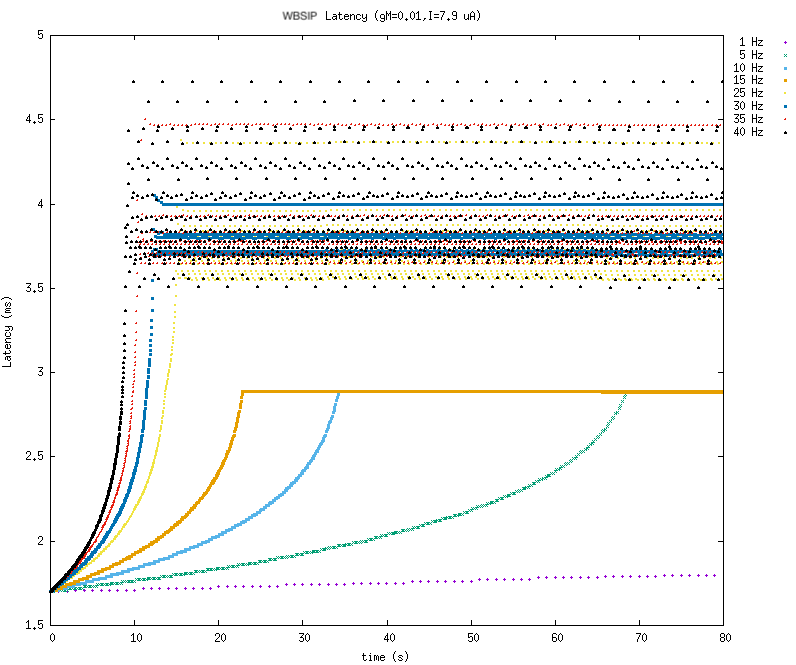 WBSIP Latency (gM=0.01,I=7.9 uA)
5
4.5
4
3.5
3
2.5
2
1.5
Latency (ms)
0 10 20 30 40 50 60 70 80
time (s)
1 Hz
5 Hz
10 Hz
15 Hz
25 Hz
30 Hz
35 Hz
40 Hz